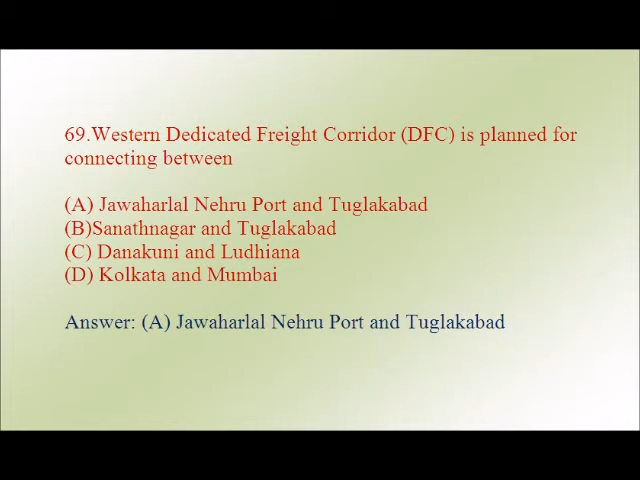 69.Western Dedicated Freight Corridor (DFC) is planned for
connecting between
(A) Jawaharlal Nehru Port and Tuglakabad
(B)Sanathnagar and Tuglakabad
(C) Danakuni and Ludhiana
(D) Kolkata and Mumbai
Answer: (A) Jawaharlal Nehru Port and Tuglakabad